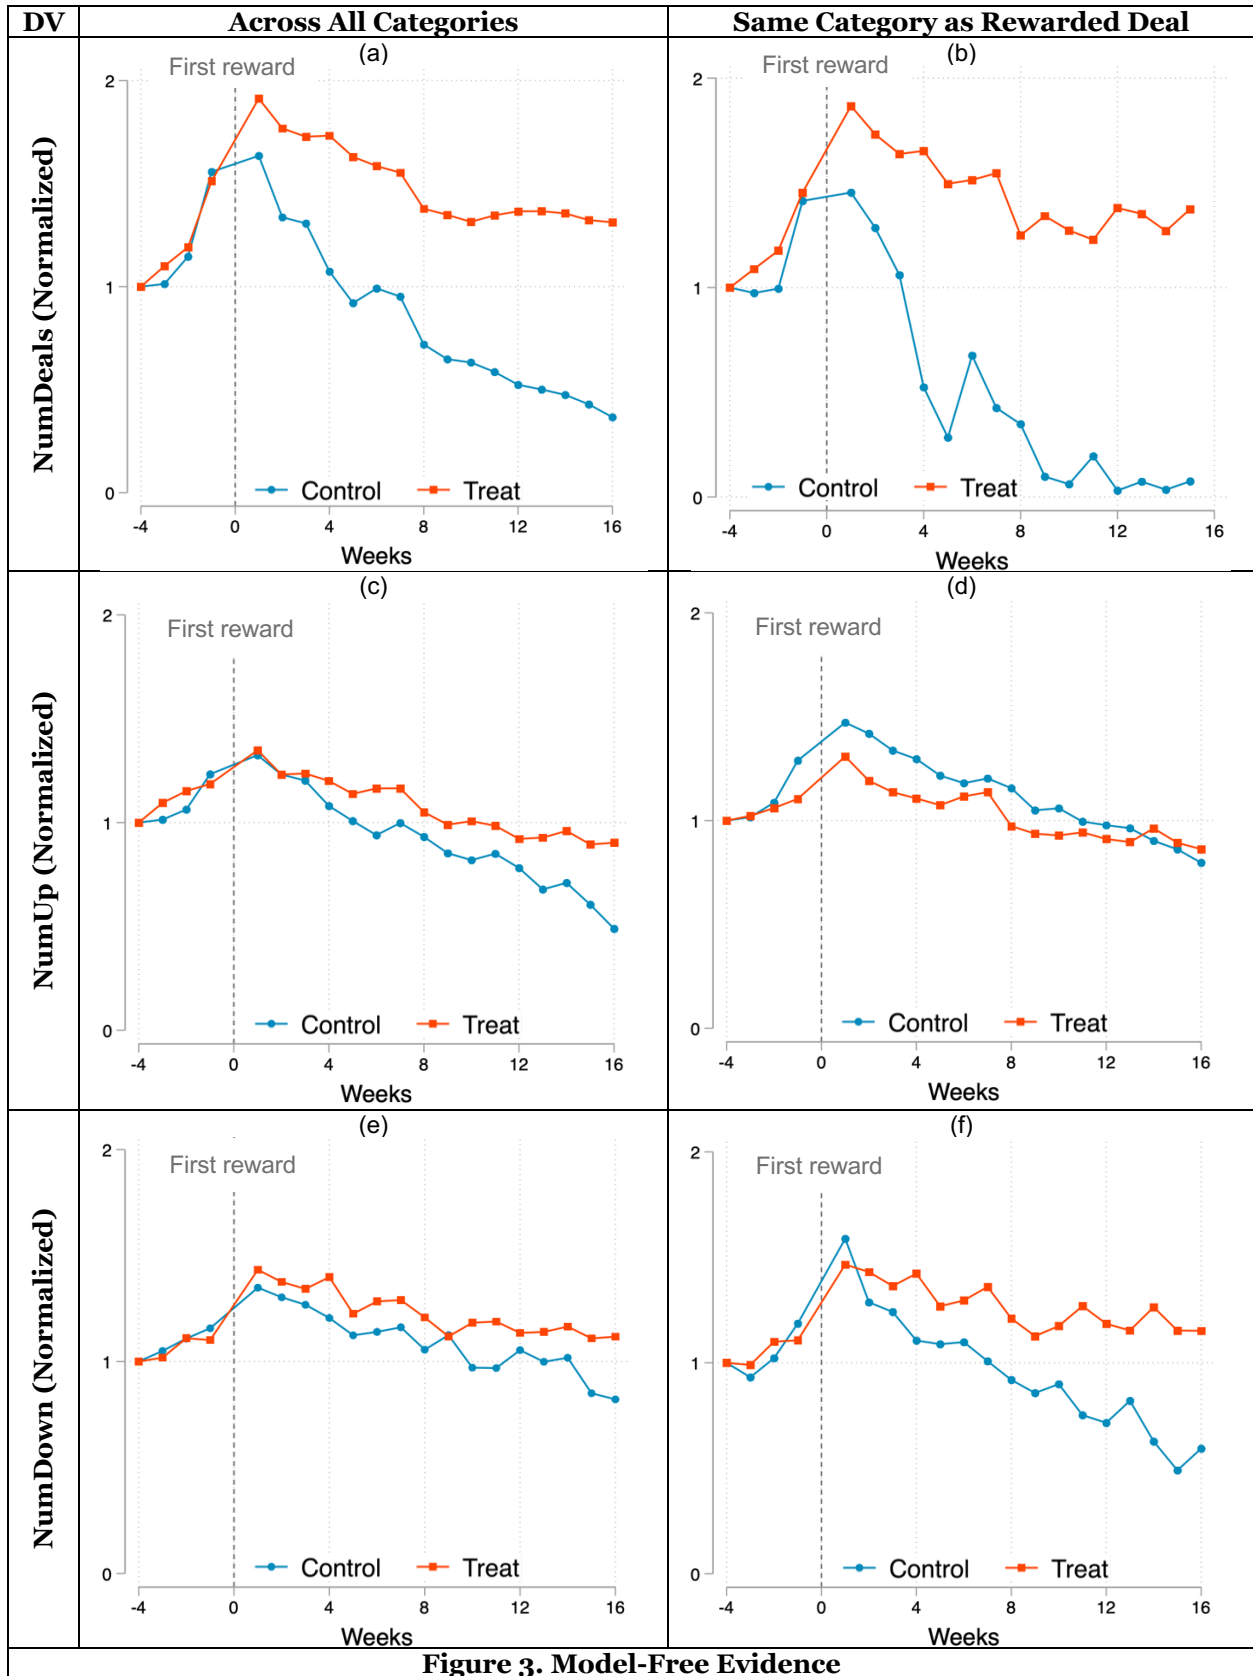 DV Across All Categories Same Category as Rewarded Deal
NumDeals (Normalized)
(a)
First reward
2
1
0
Control Treat
-4 0 4 8 12 16
Weeks
(b)
First reward
2
1
0
Control Treat
-4 0 4 8 12 16
Weeks
NumUp (Normalized)
(c)
First reward
2
1
0
Control Treat
-4 0 4 8 12 16
Weeks
(d)
First reward
2
1
0
Control Treat
-4 0 4 8 12 16
Weeks
NumDown (Normalized)
(e)
First reward
2
1
0
Control Treat
-4 0 4 8 12 16
Weeks
(f)
First reward
2
1
0
Control Treat
-4 0 4 8 12 16
Weeks
Figure 3. Model-Free Evidence